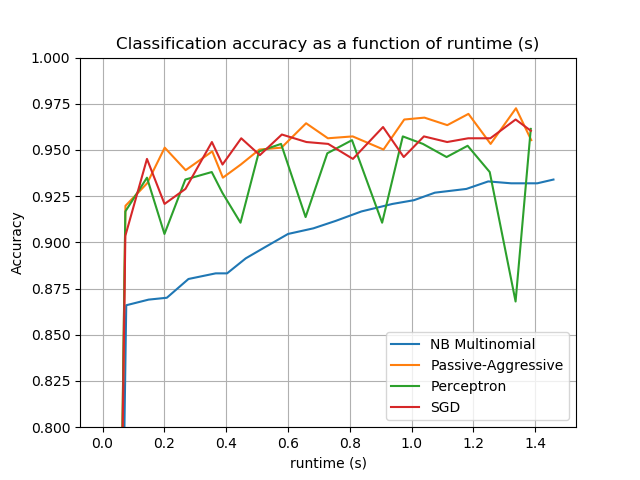 Classification accuracy as a function of runtime (s)
1.000
0.975
0.950
0.925
0.900
0.875
0.850
0.825
0.800
Accuracy
NB Multinomial
Passive-Aggressive
Perceptron
SGD
0.0 0.2 0.4 0.6 0.8 1.0 1.2 1.4
runtime (s)